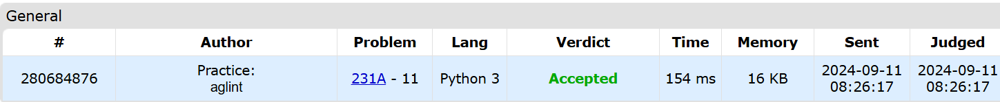 General
# Author Problem Lang Verdict Time Memory Sent Judged
280684876 Practice: aglint 231A - 11 Python 3 Accepted 154 ms 16 KB 2024-09-11 08:26:17 2024-09-11 08:26:17